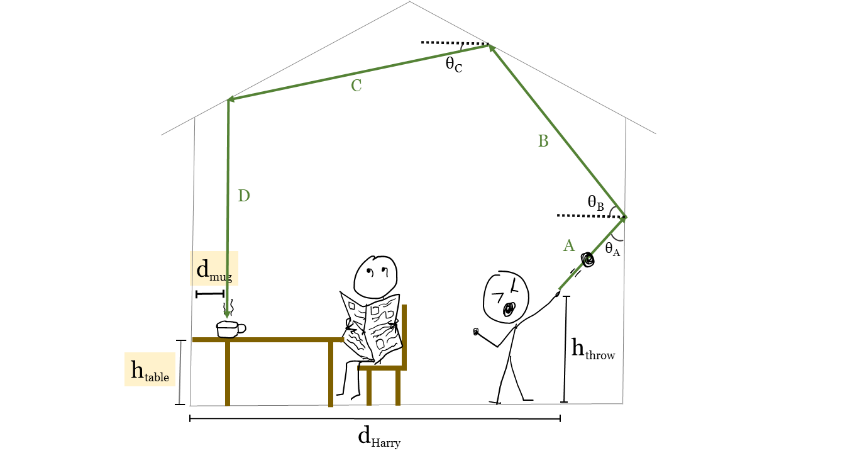 θC
C
B
D
θB
A
θA
dmug
hthrow
htable
dHarry